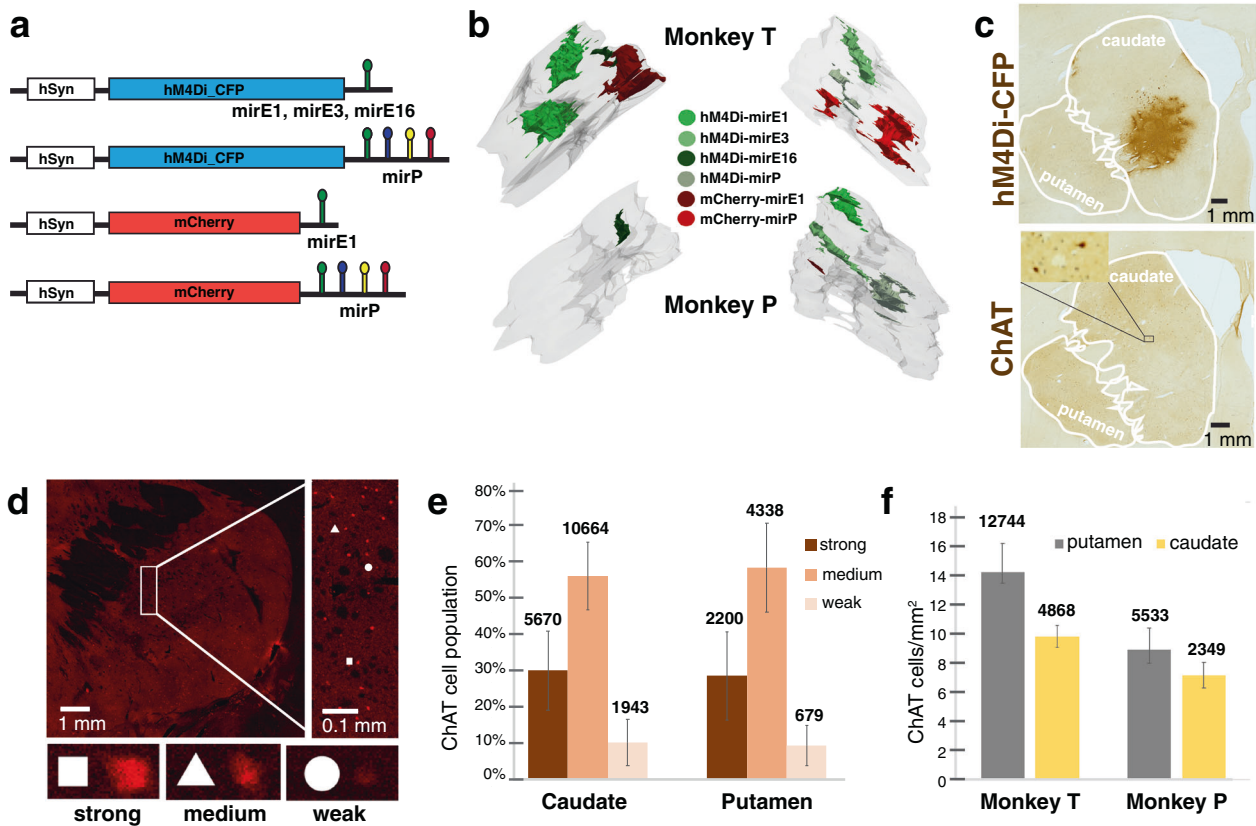 a
hSyn
hM4Di_CFP
mirE1, mirE3, mirE16
hSyn
hM4Di_CFP
mirP
hSyn
mCherry
mirE1
hSyn
mCherry
mirP
b
Monkey T
hM4Di-mirE1
hM4Di-mirE3
hM4Di-mirE16
hM4Di-mirP
mCherry-mirE1
mCherry-mirP
Monkey P
c
hM4Di-CFP
caudate
putamen
1 mm
ChAT
caudate
putamen
1 mm
d
1 mm
0.1 mm
strong
medium
weak
e
ChAT cell population
80%
70%
60%
50%
40%
30%
20%
10%
0%
5670
10664
1943
2200
4338
679
strong
medium
weak
Caudate
Putamen
f
ChAT cells/mm²
18
16
14
12
10
8
6
4
2
0
12744
4868
5533
2349
putamen
caudate
Monkey T
Monkey P